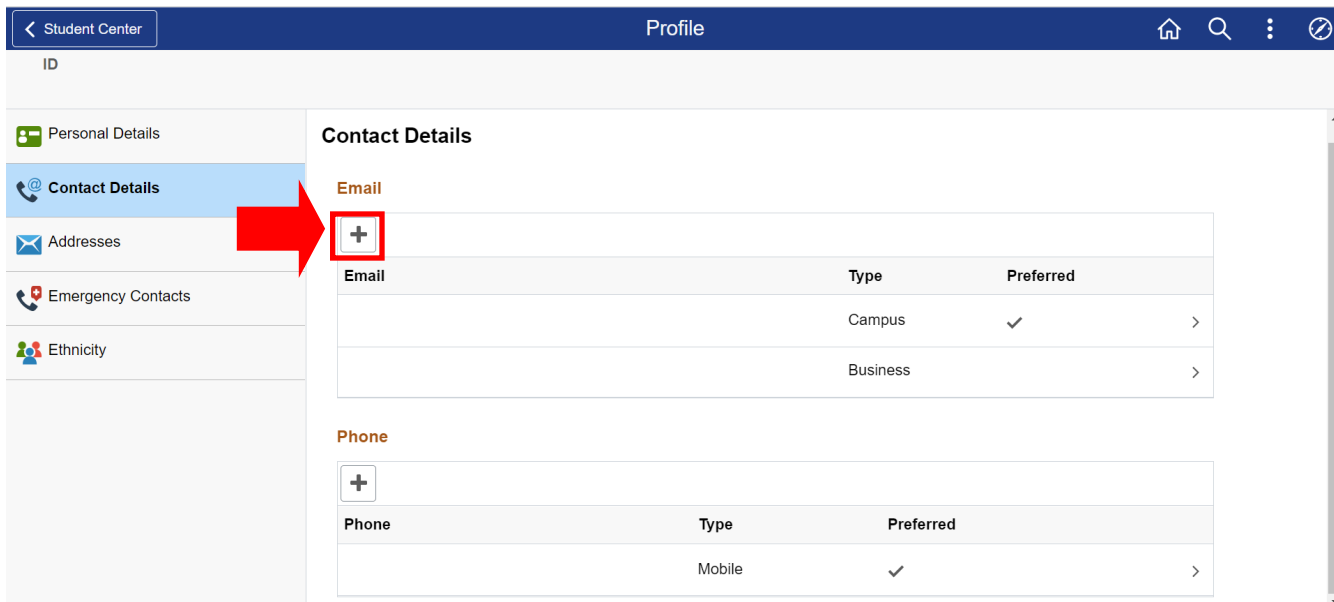 Student Center Profile
ID
Personal Details
Contact Details
Addresses
Emergency Contacts
Ethnicity
Contact Details
Email
Email Type Preferred
Campus
Business
Phone
Phone Type Preferred
Mobile